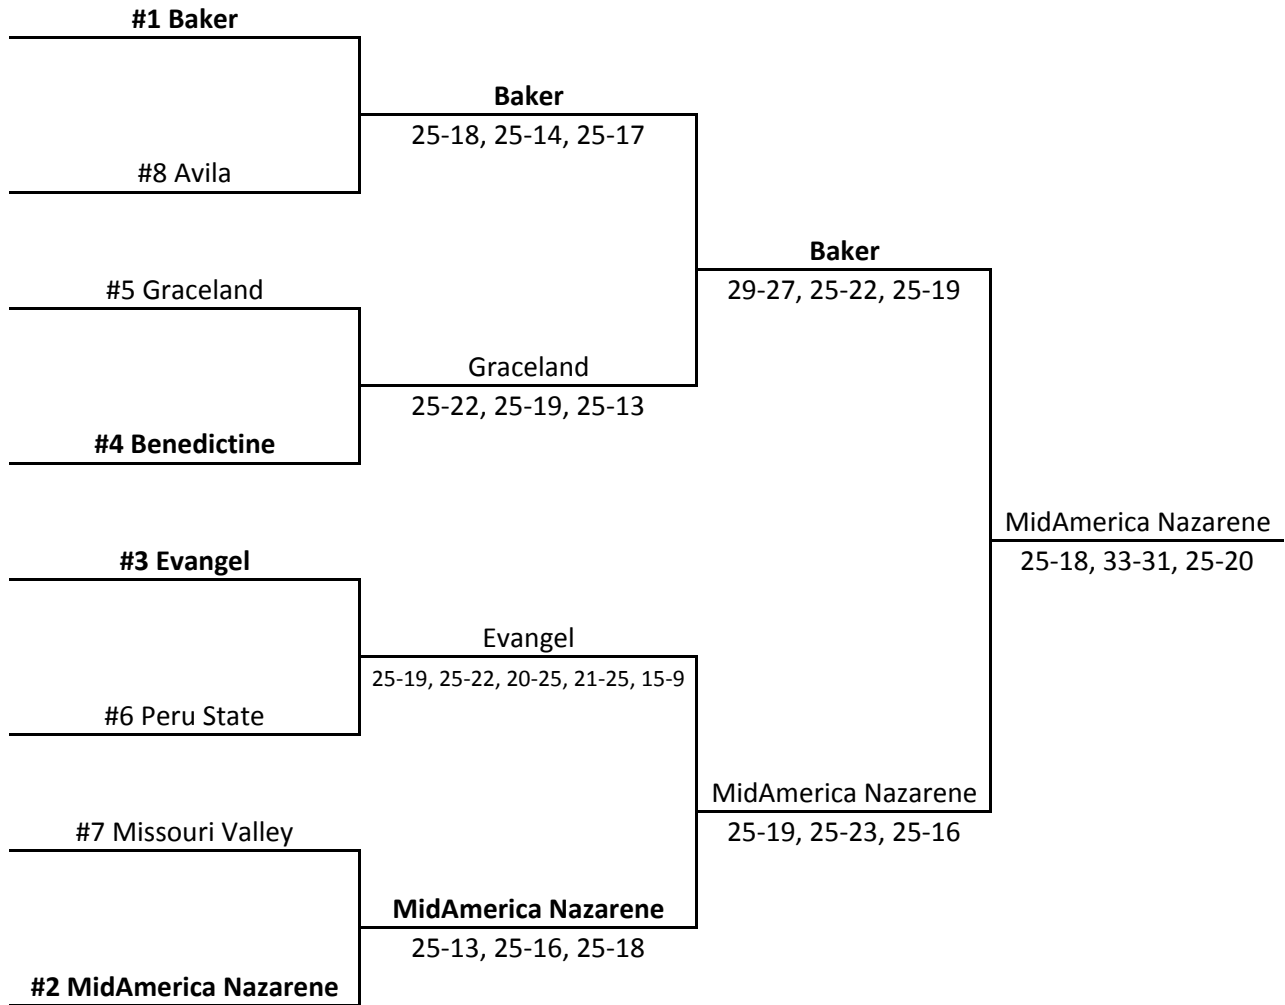 #1 Baker
Baker
25-18, 25-14, 25-17
#8 Avila
Baker
29-27, 25-22, 25-19
#5 Graceland
Graceland
25-22, 25-19, 25-13
#4 Benedictine
MidAmerica Nazarene
25-18, 33-31, 25-20
#3 Evangel
Evangel
25-19, 25-22, 20-25, 21-25, 15-9
#6 Peru State
MidAmerica Nazarene
25-19, 25-23, 25-16
#7 Missouri Valley
MidAmerica Nazarene
25-13, 25-16, 25-18
#2 MidAmerica Nazarene